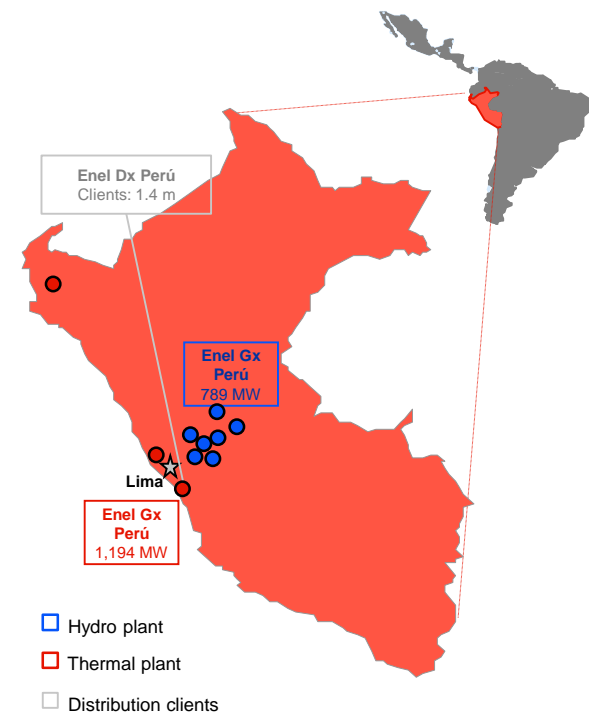 Enel Dx Perú
Clients: 1.4 m
Enel Gx
Perú
789 MW
Lima
Enel Gx
Perú
1,194 MW
Hydro plant
Thermal plant
Distribution clients